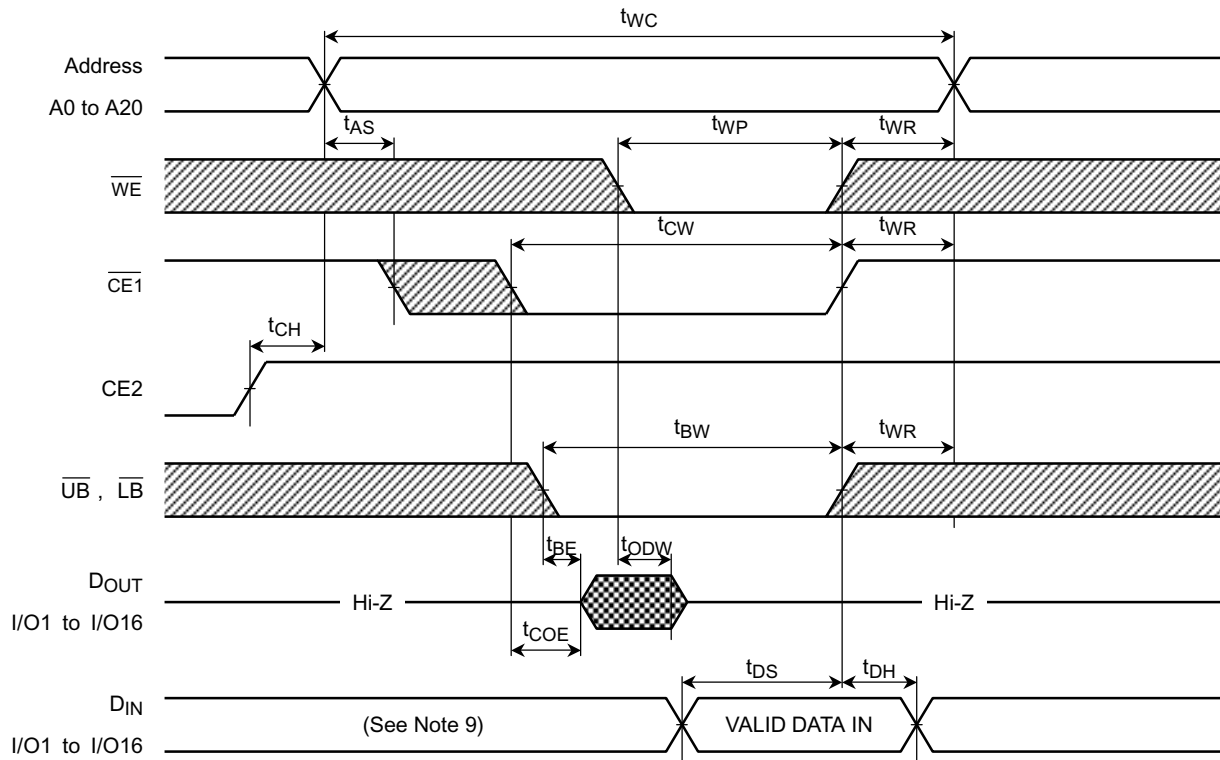 tWC
Address
A0 to A20
tAS
tWP
tWR
WE
tCW
tWR
CE1
tCH
CE2
tBW
tWR
UB , LB
tBE
tODW
DOUT
Hi-Z
Hi-Z
I/O1 to I/O16
tCOE
tDS
tDH
DIN
(See Note 9)
VALID DATA IN
I/O1 to I/O16